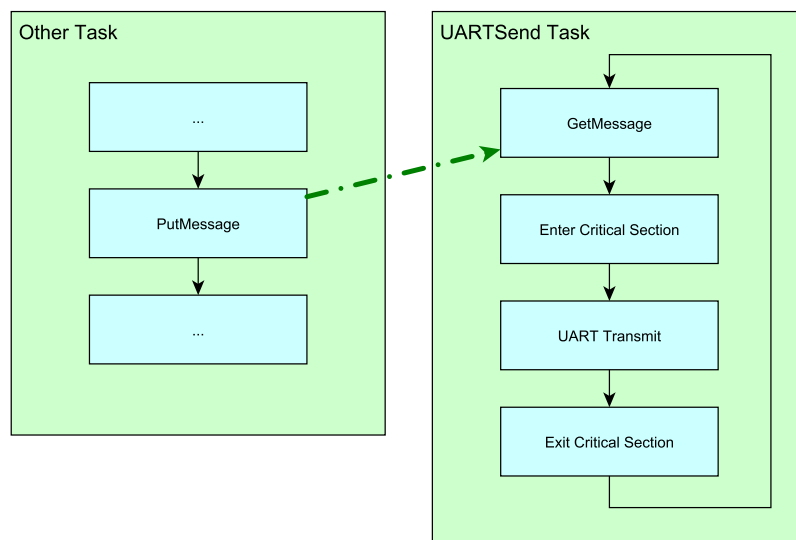 Other Task
...
PutMessage
...
UARTSend Task
GetMessage
Enter Critical Section
UART Transmit
Exit Critical Section